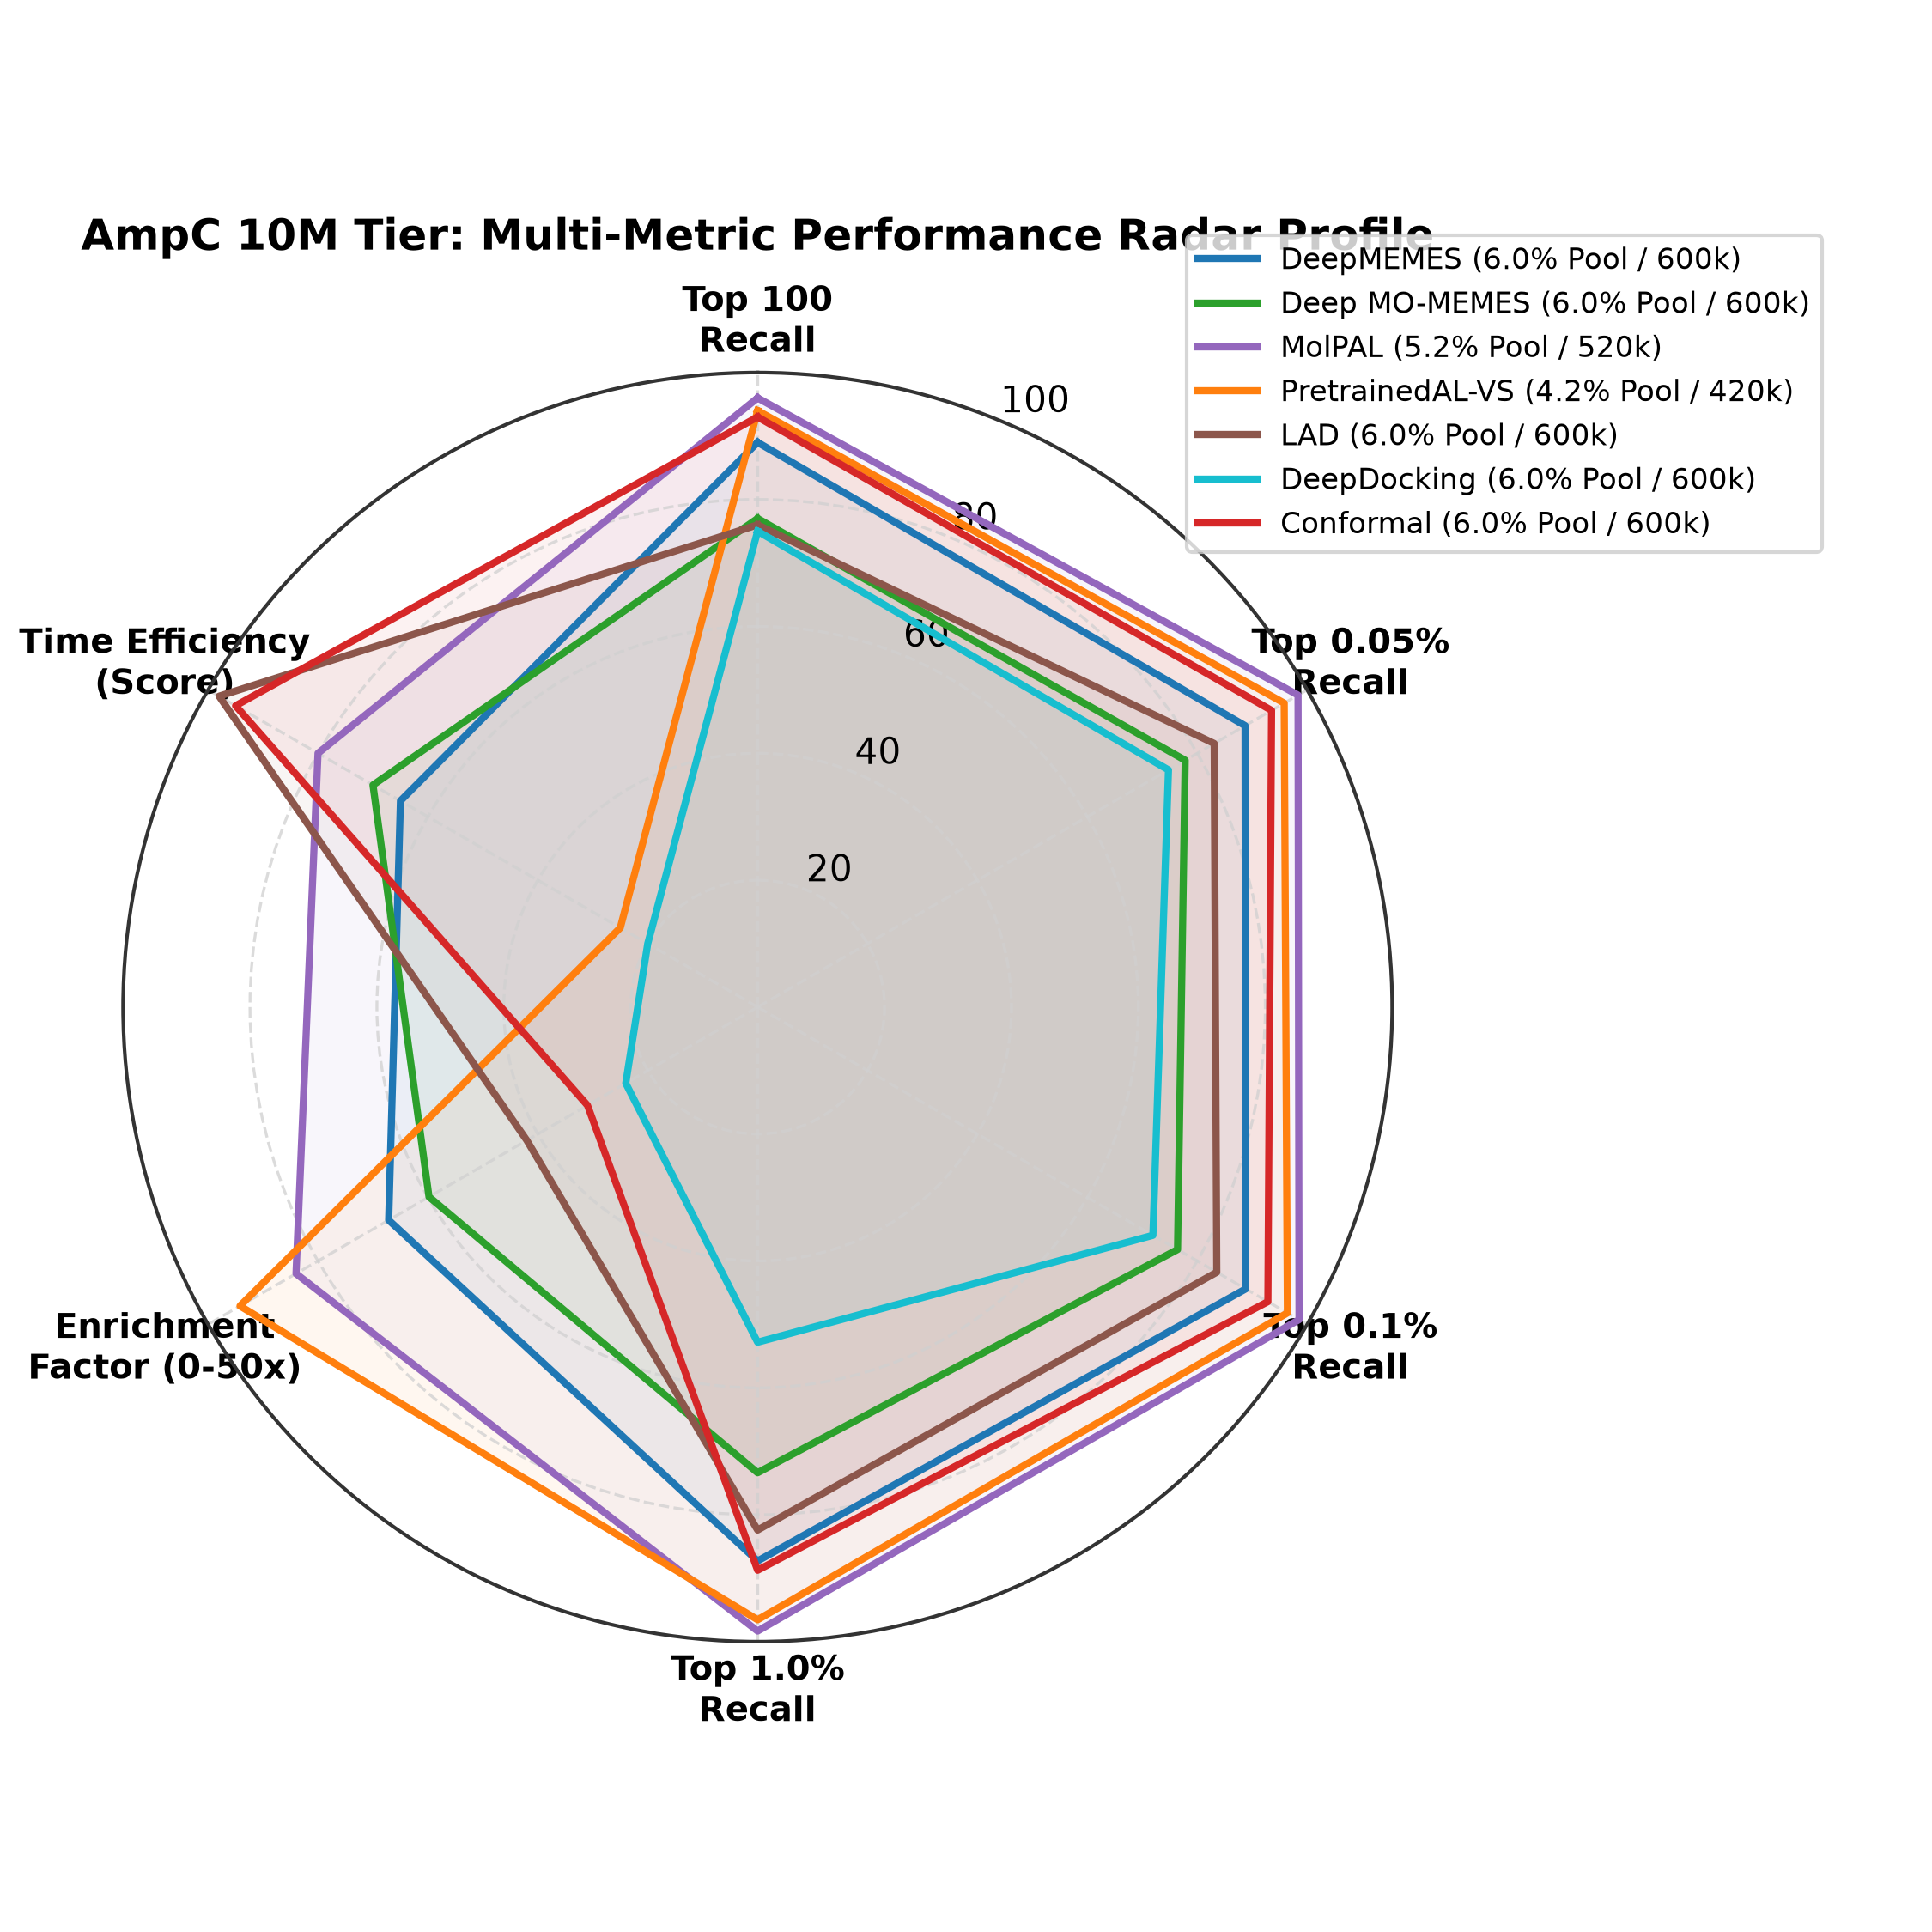 AmpC 10M Tier: Multi-Metric Performance Radar Profile
DeepMEMES (6.0% Pool / 600k)
Deep MO-MEMES (6.0% Pool / 600k)
MolPAL (5.2% Pool / 520k)
PretrainedAL-VS (4.2% Pool / 420k)
LAD (6.0% Pool / 600k)
DeepDocking (6.0% Pool / 600k)
Conformal (6.0% Pool / 600k)
Top 100
Recall
100
80
60
40
20
Time Efficiency
(Score)
Top 0.05%
Recall
Enrichment
Factor (0-50x)
Top 0.1%
Recall
Top 1.0%
Recall